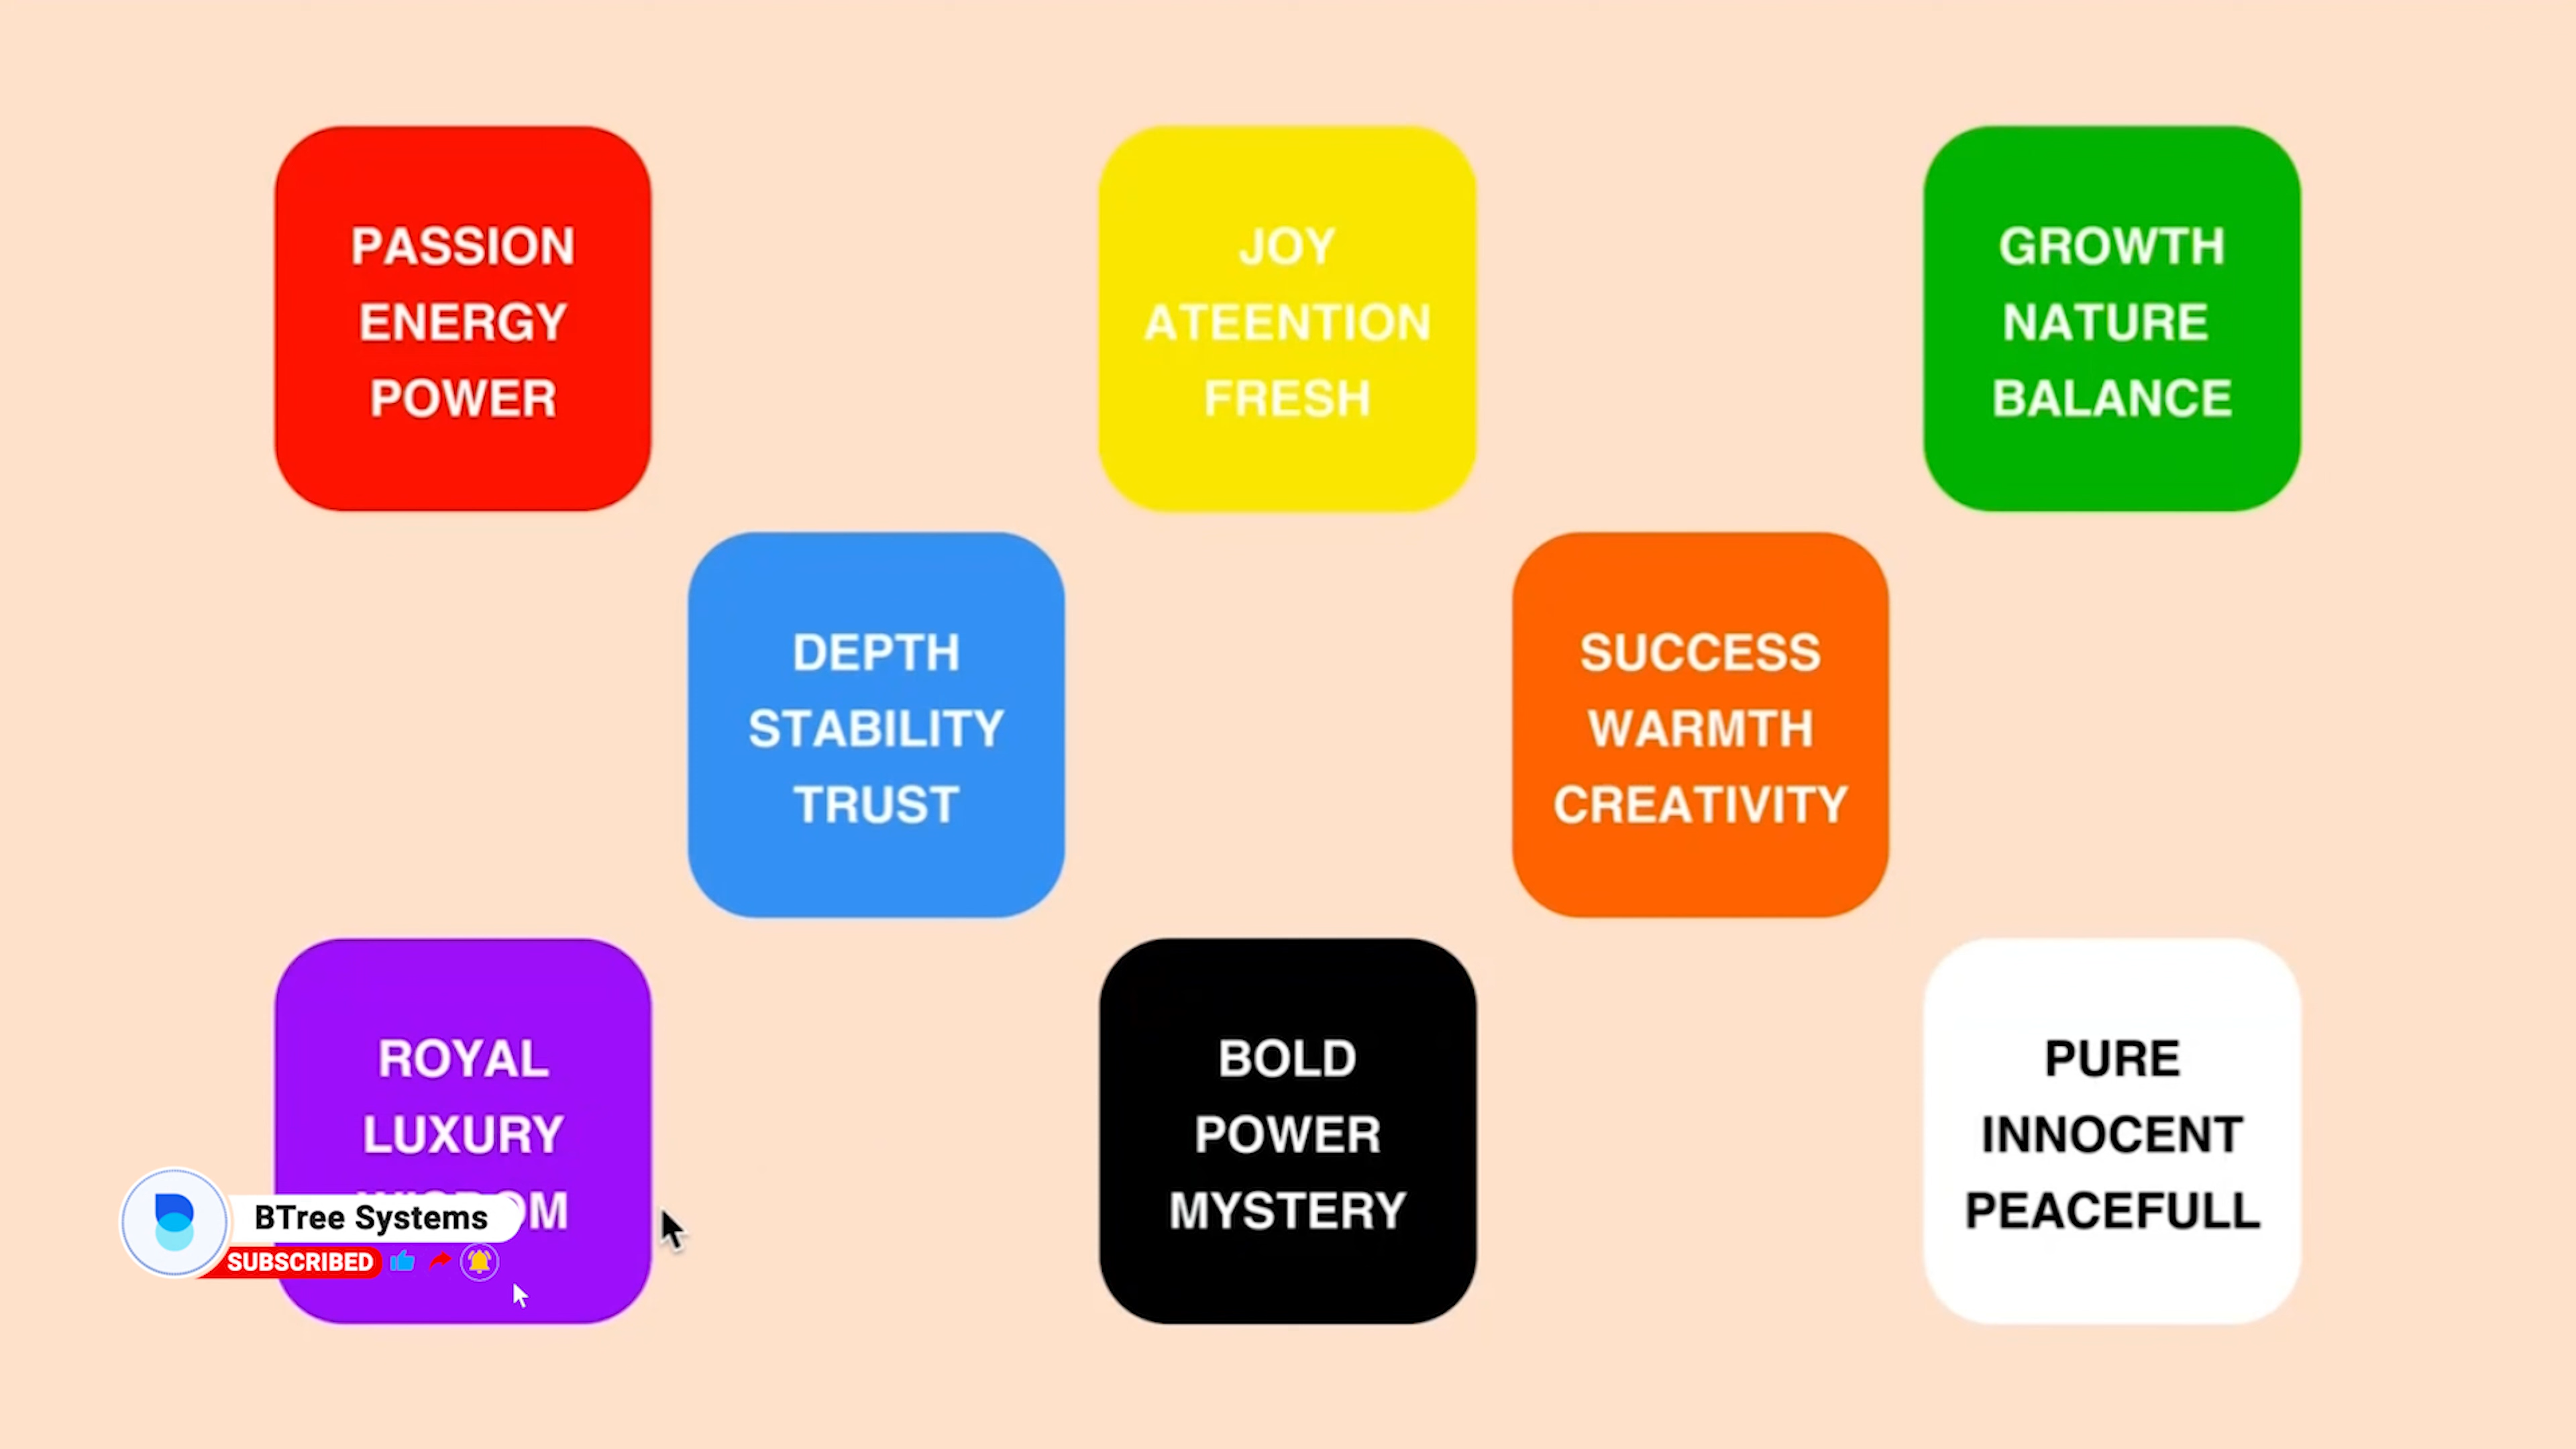 PASSION
ENERGY
POWER
JOY
ATEENTION
FRESH
GROWTH
NATURE
BALANCE
DEPTH
STABILITY
TRUST
SUCCESS
WARMTH
CREATIVITY
ROYAL
LUXURY
BOLD
POWER
MYSTERY
PURE
INNOCENT
PEACEFULL
BTree Systems
SUBSCRIBED